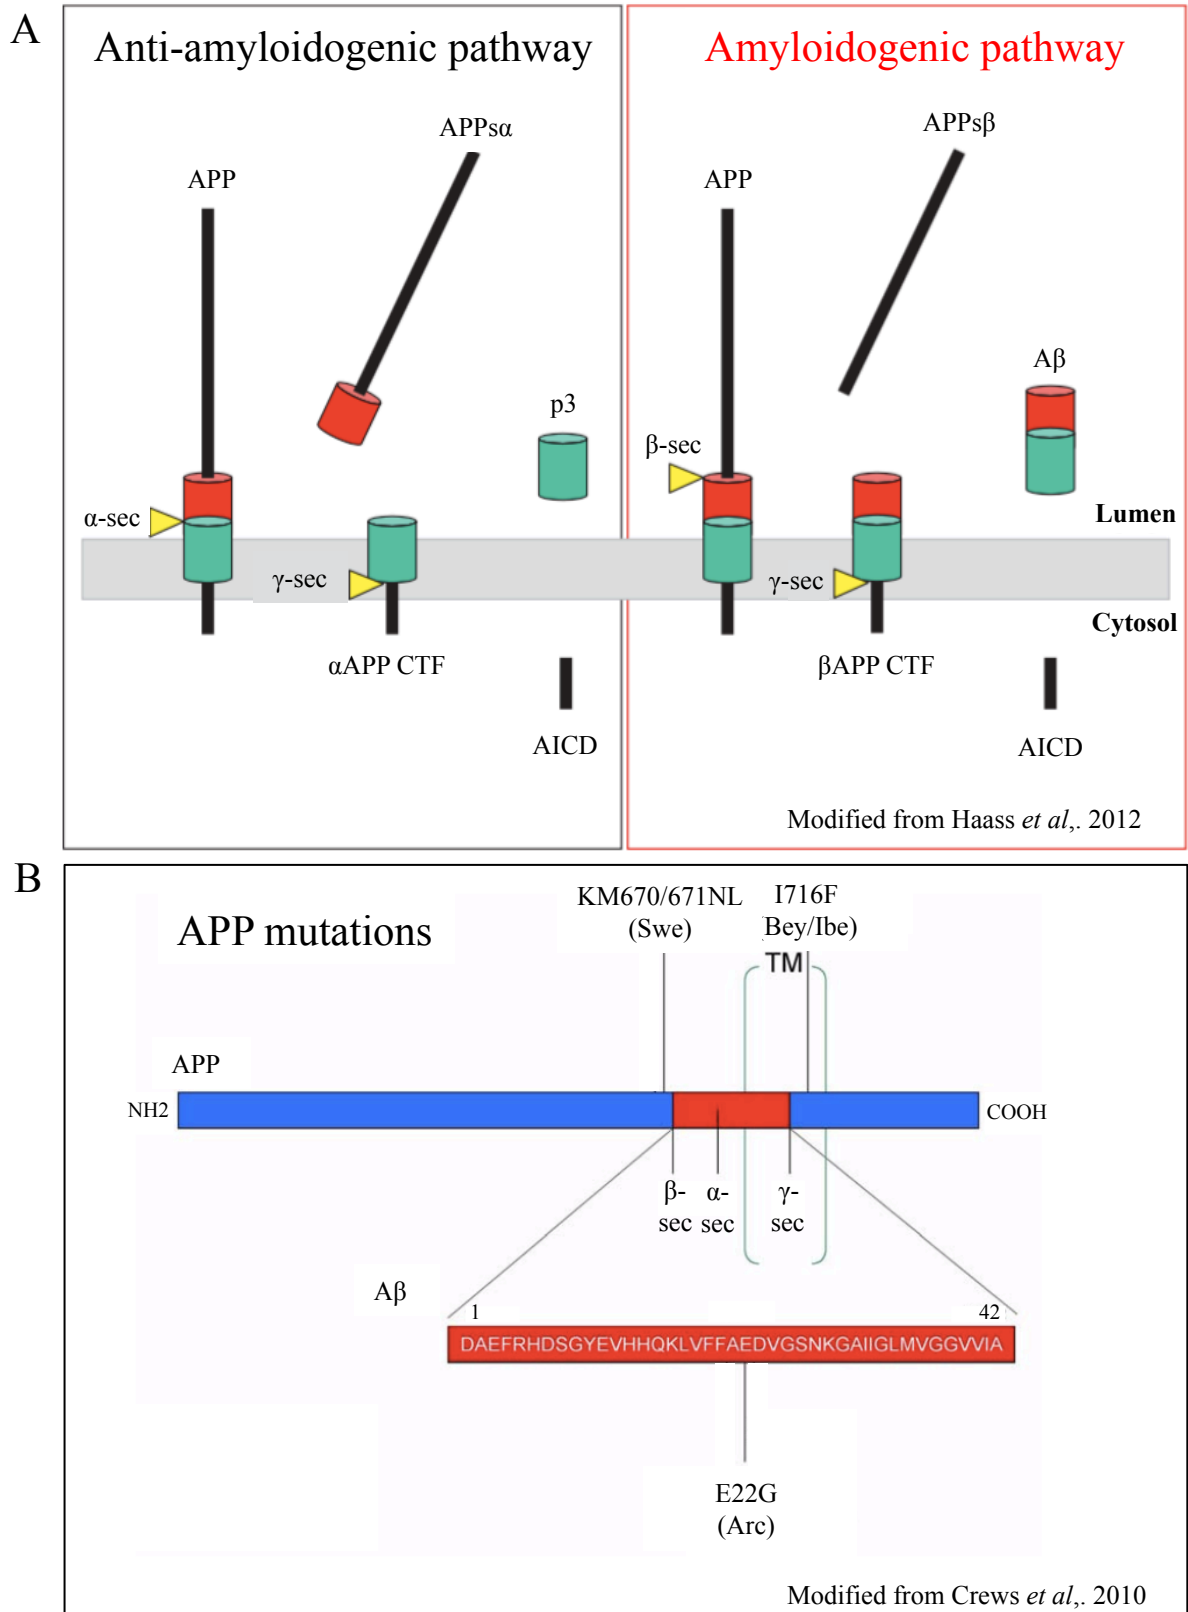 A
Anti-amyloidogenic pathway
APPsα
APP
p3
α-sec
γ-sec
αAPP CTF
AICD
Amyloidogenic pathway
APPsβ
APP
Aβ
β-sec
Lumen
γ-sec
Cytosol
βAPP CTF
AICD
Modified from Haass et al,. 2012
B
APP mutations
KM670/671NL
(Swe)
I716F
(Bey/Ibe)
TM
APP
NH2
COOH
β-
sec
α-
sec
γ-
sec
Aβ
1
42
DAEFRHDSGYEVHHQKLVFFAEDVGSNKGAIIGLMVGGVVIA
E22G
(Arc)
Modified from Crews et al,. 2010